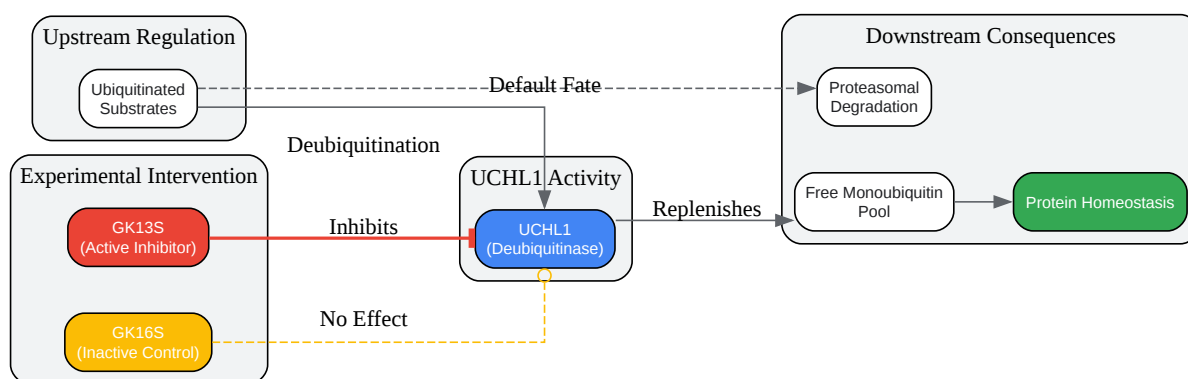 Upstream Regulation
Ubiquitinated
Substrates
Default Fate
Deubiquitination
Experimental Intervention
GK13S
(Active Inhibitor)
Inhibits
GK16S
(Inactive Control)
No Effect
UCHL1 Activity
UCHL1
(Deubiquitinase)
Replenishes
Downstream Consequences
Proteasomal
Degradation
Free Monoubiquitin
Pool
Protein Homeostasis